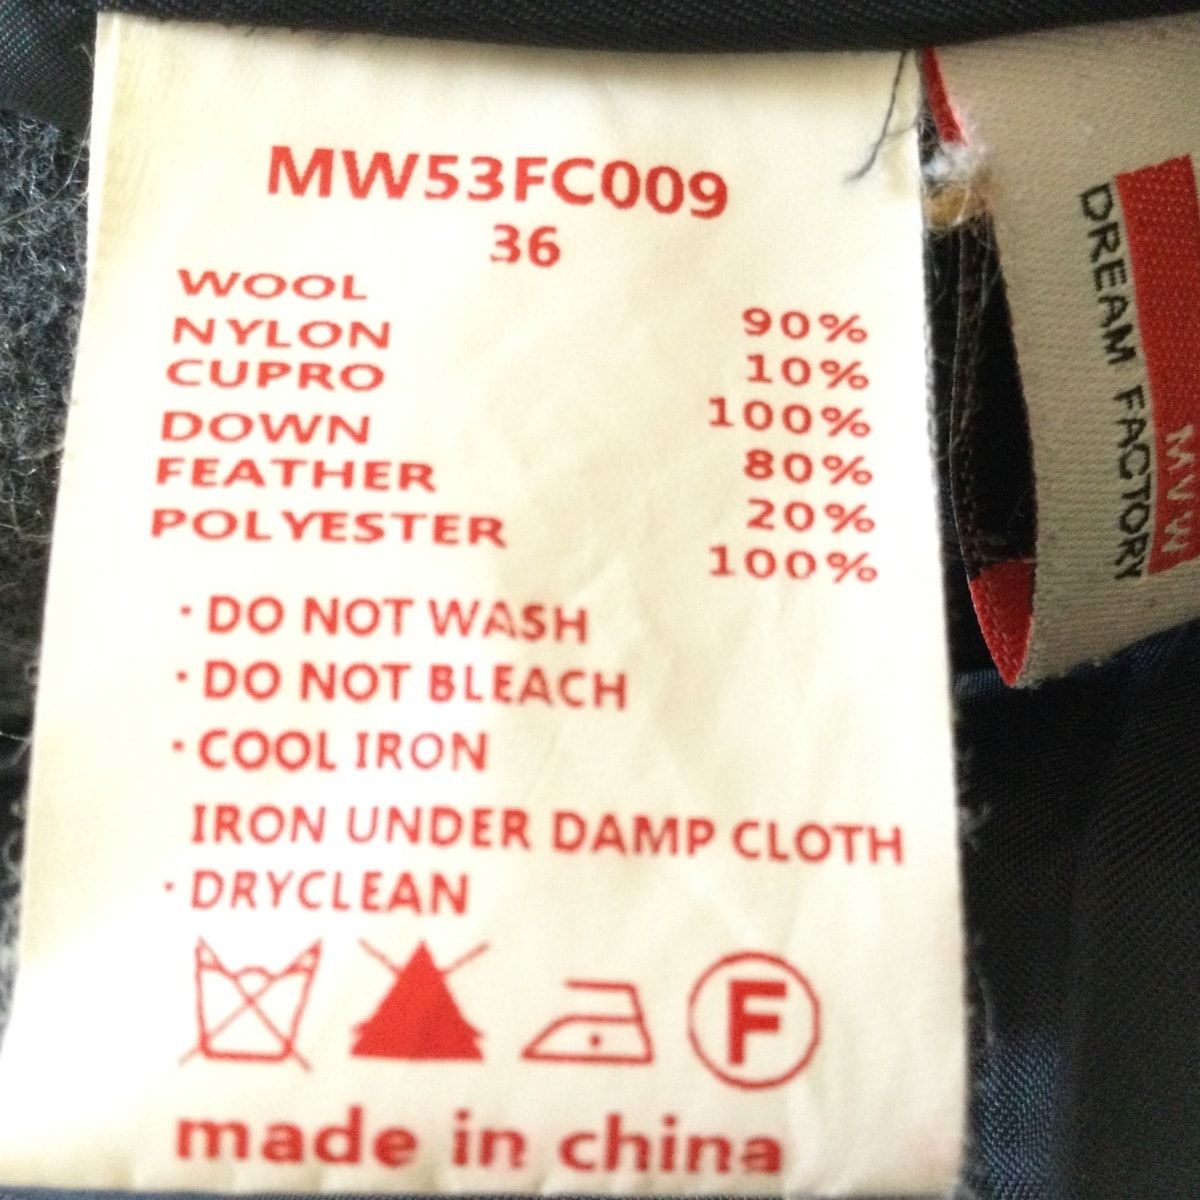 MW53FC009
36
WOOL 90%
NYLON 10%
CUPRO 100%
DOWN 80%
FEATHER 20%
POLYESTER 100%
· DO NOT WASH
· DO NOT BLEACH
· COOL IRON
IRON UNDER DAMP CLOTH
· DRYCLEAN
F
made in china
DREAM FACTORY
MVW